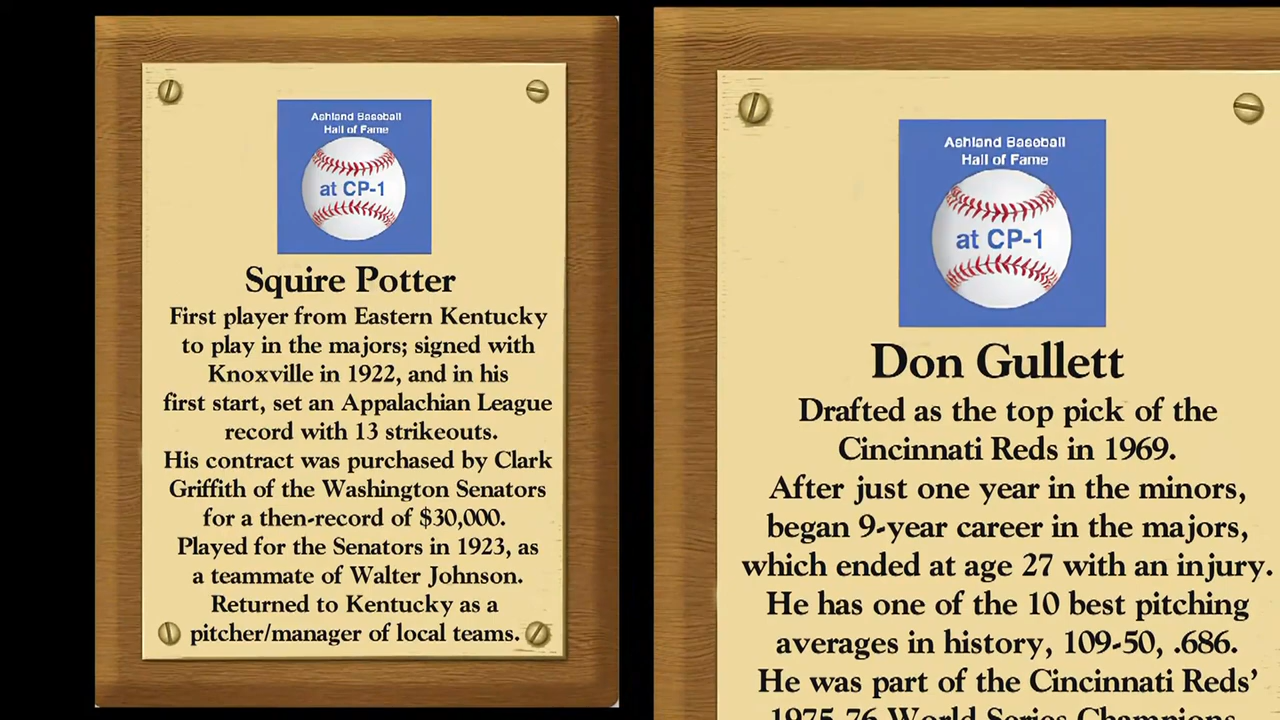 Ashland Baseball
Hall of Fame
at CP-1
Squire Potter
First player from Eastern Kentucky
to play in the majors; signed with
Knoxville in 1922, and in his
first start, set an Appalachian League
record with 13 strikeouts.
His contract was purchased by Clark
Griffith of the Washington Senators
for a then-record of $30,000.
Played for the Senators in 1923, as
a teammate of Walter Johnson.
Returned to Kentucky as a
pitcher/manager of local teams.
Ashland Baseball
Hall of Fame
at CP-1
Don Gullett
Drafted as the top pick of the
Cincinnati Reds in 1969.
After just one year in the minors,
began 9-year career in the majors,
which ended at age 27 with an injury.
He has one of the 10 best pitching
averages in history, 109-50, .686.
He was part of the Cincinnati Reds'
1975-76 World Series Champions